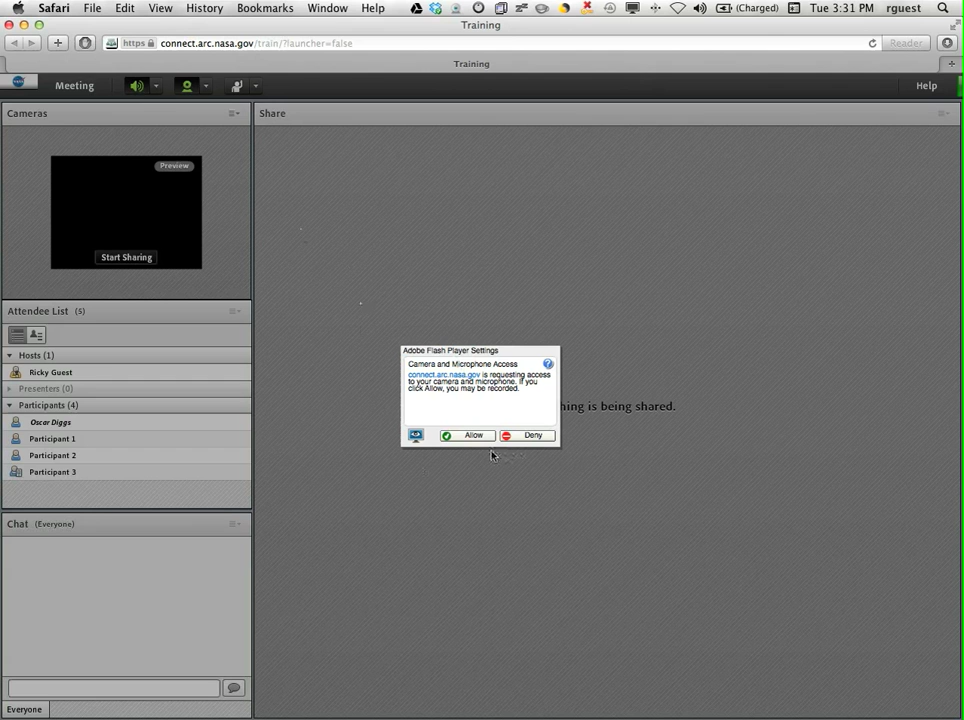 Safari File Edit View History Bookmarks Window Help (Charged) Tue 3:31 PM rguest
Training
https connect.arc.nasa.gov/train/?launcher=false Reader
Training
Meeting Help
Cameras
Share
Preview
Start Sharing
Attendee List (5)
Hosts (1)
Ricky Guest
Presenters (0)
Participants (4)
Oscar Diggs
Participant 1
Participant 2
Participant 3
Adobe Flash Player Settings
Camera and Microphone Access
connect.arc.nasa.gov is requesting access
to your camera and microphone. If you
click Allow, you may be recorded.
Allow Deny
hing is being shared.
Chat (Everyone)
Everyone